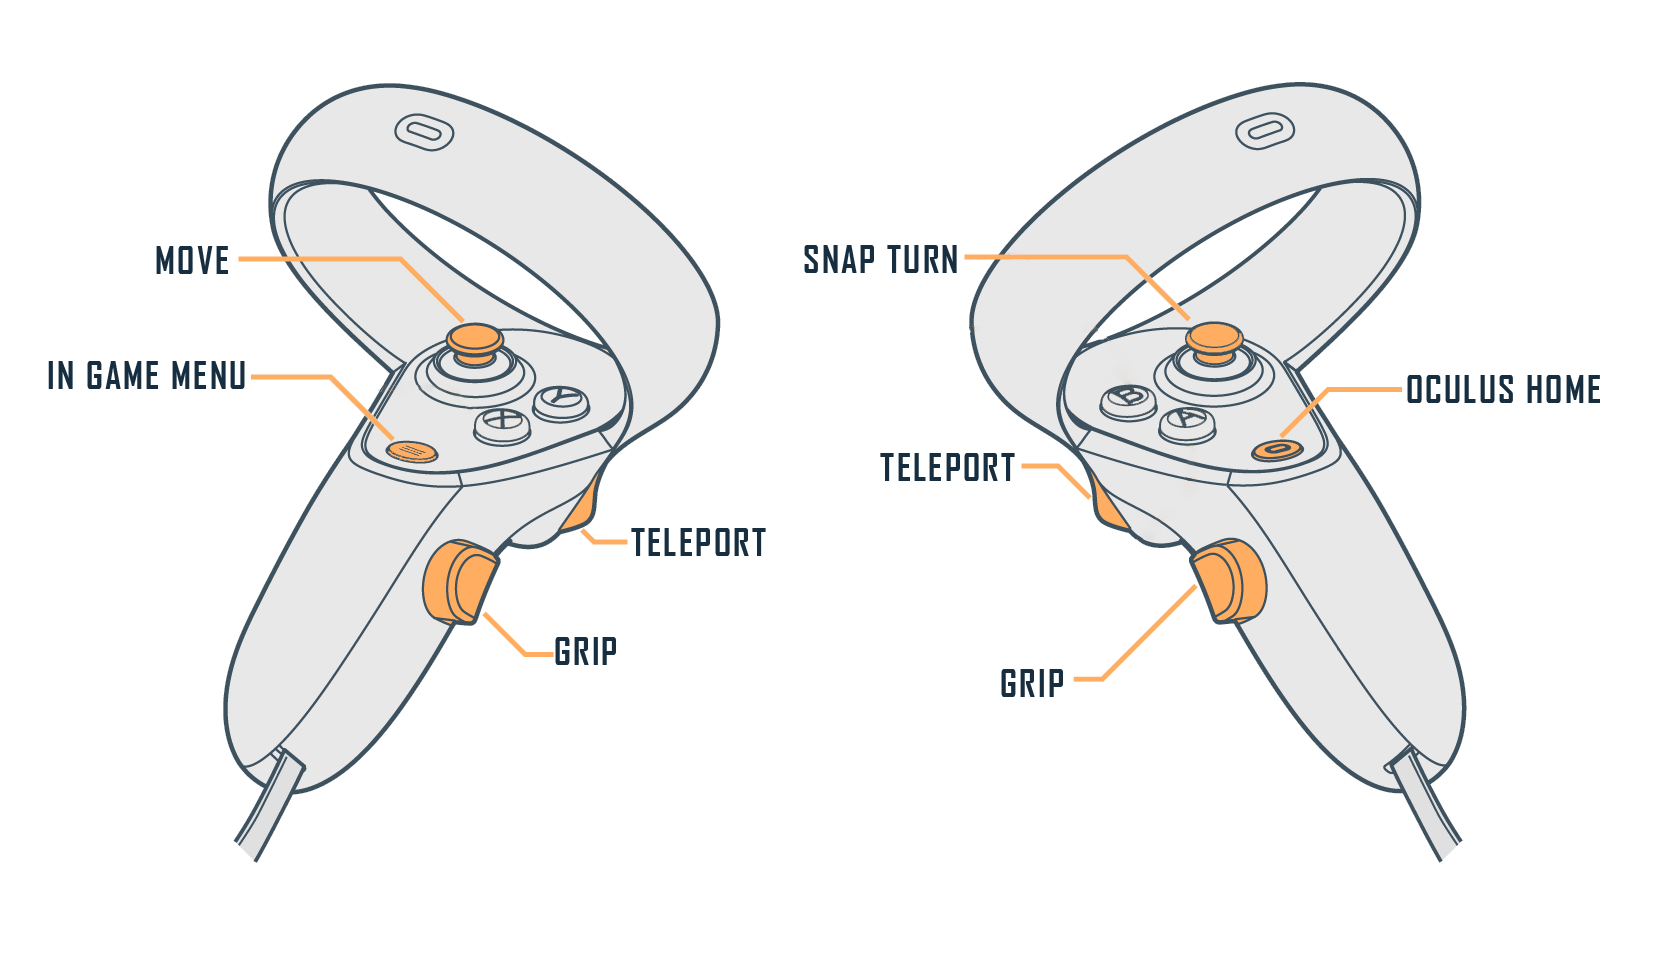 MOVE
SNAP TURN
IN GAME MENU
OCULUS HOME
Y
X
B
A
TELEPORT
TELEPORT
GRIP
GRIP